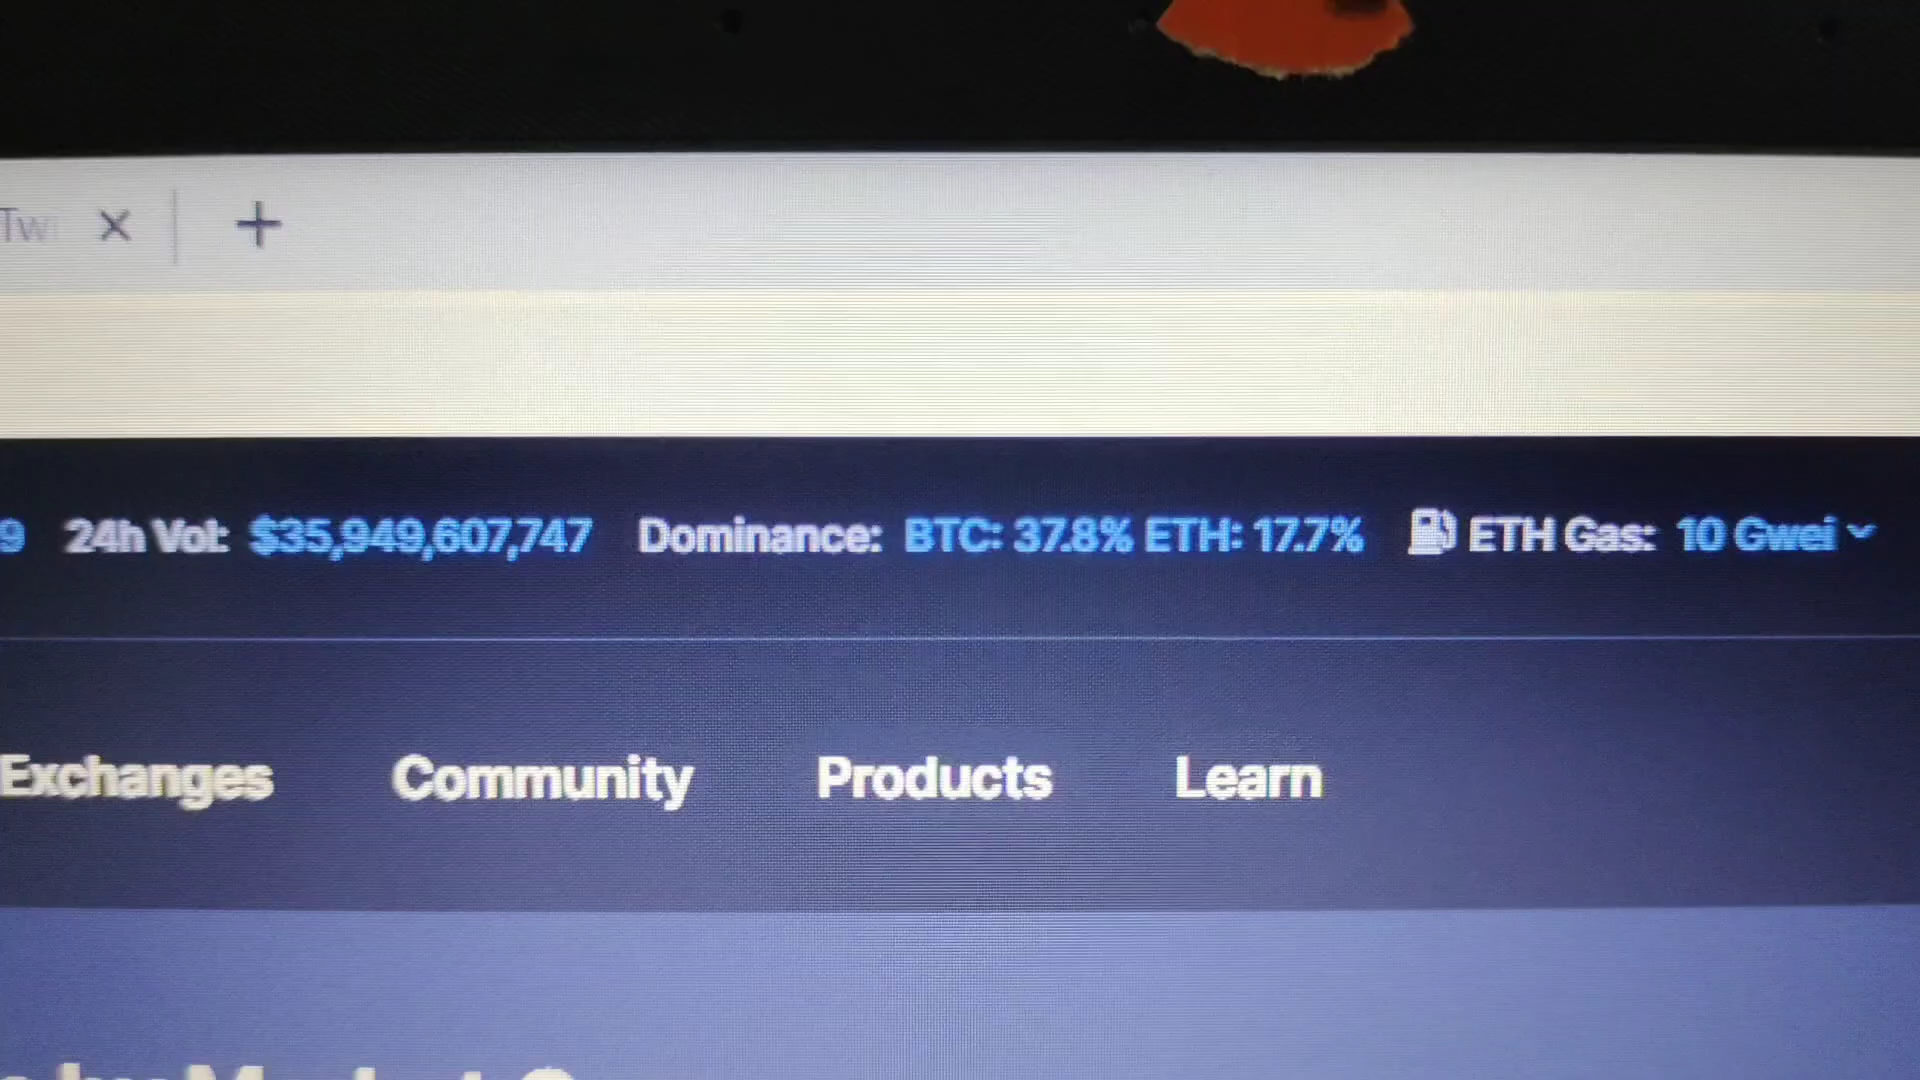 Tw
9 24h Vol: $35,949,607,747 Dominance: BTC: 37.8% ETH: 17.7% ETH Gas: 10 Gwei
Exchanges Community Products Learn